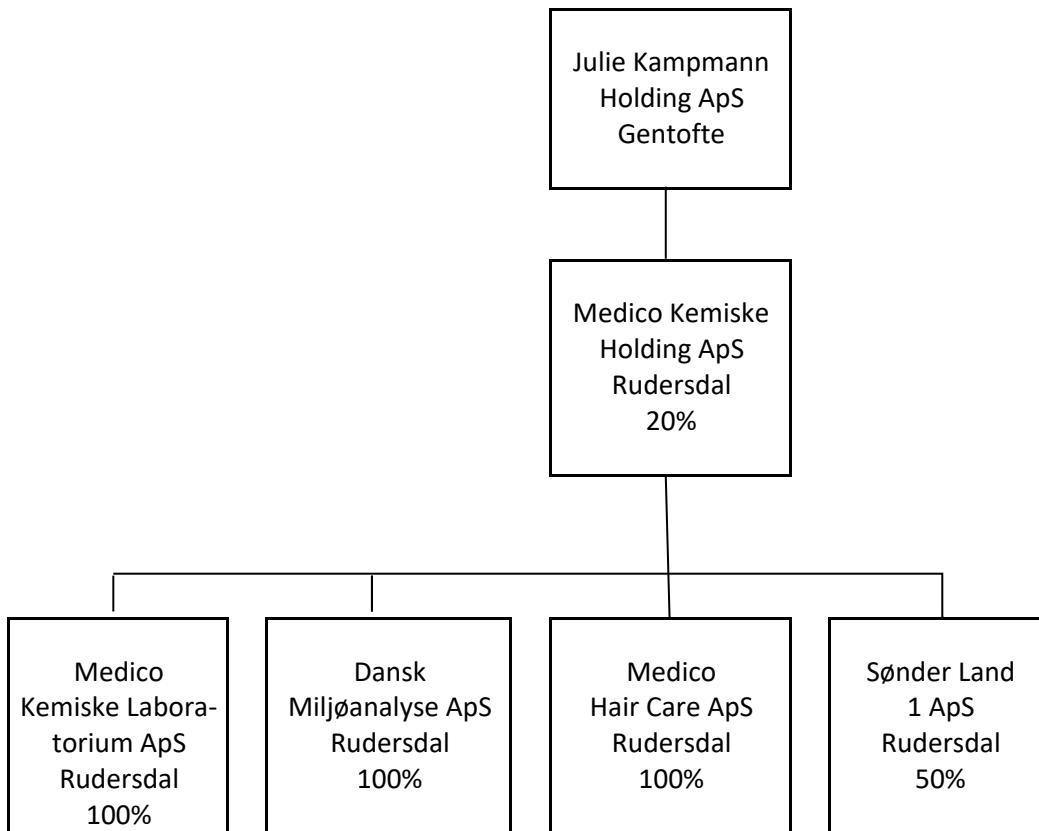 Julie Kampmann
Holding ApS
Gentofte
Medico Kemiske
Holding ApS
Rudersdal
20%
Medico
Kemiske Labora-
torium ApS
Rudersdal
100%
Dansk
Miljøanalyse ApS
Rudersdal
100%
Medico
Hair Care ApS
Rudersdal
100%
Sønder Land
1 ApS
Rudersdal
50%